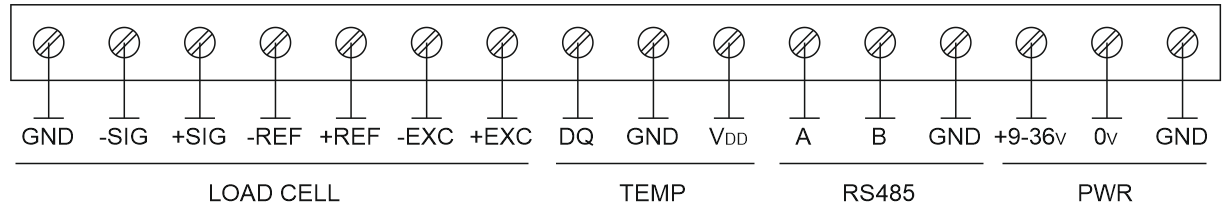 GND -SIG +SIG -REF +REF -EXC +EXC DQ GND VDD A B GND +9-36v 0v GND
LOAD CELL TEMP RS485 PWR